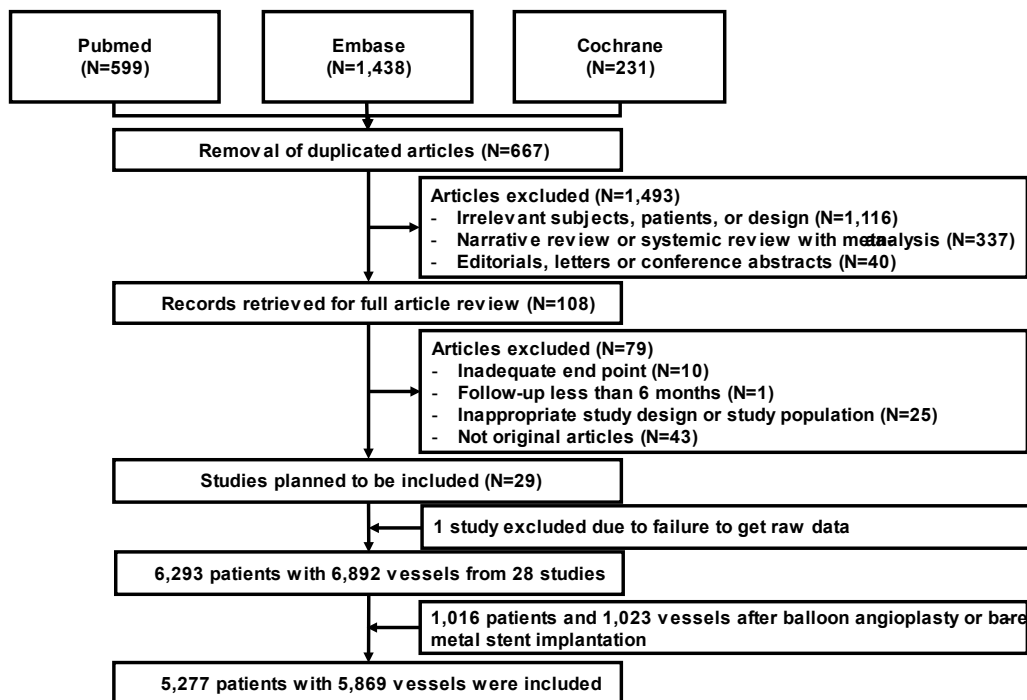 Pubmed
(N=599)
Embase
(N=1,438)
Cochrane
(N=231)
Removal of duplicated articles (N=667)
Articles excluded (N=1,493)
- Irrelevant subjects, patients, or design (N=1,116)
- Narrative review or systemic review with metanalysis (N=337)
- Editorials, letters or conference abstracts (N=40)
Records retrieved for full article review (N=108)
Articles excluded (N=79)
- Inadequate end point (N=10)
- Follow-up less than 6 months (N=1)
- Inappropriate study design or study population (N=25)
- Not original articles (N=43)
Studies planned to be included (N=29)
1 study excluded due to failure to get raw data
6,293 patients with 6,892 vessels from 28 studies
1,016 patients and 1,023 vessels after balloon angioplasty or bare-
metal stent implantation
5,277 patients with 5,869 vessels were included